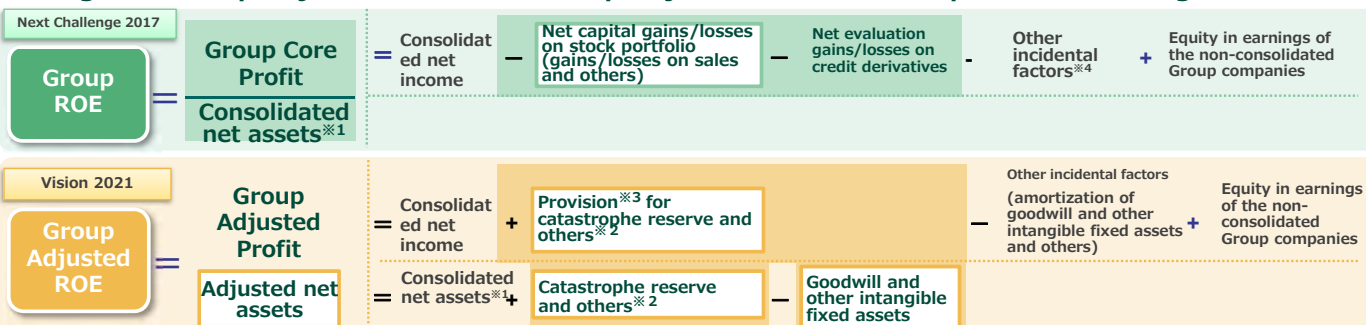 Next Challenge 2017
Group
ROE
=
Group Core
Profit
Consolidated
net assets※1
=
Consolidat
ed net
income
−
Net capital gains/losses
on stock portfolio
(gains/losses on sales
and others)
−
Net evaluation
gains/losses on
credit derivatives
-
Other
incidental
factors※4
+
Equity in earnings of
the non-consolidated
Group companies
Vision 2021
Group
Adjusted
ROE
=
Group
Adjusted
Profit
Adjusted net
assets
=
Consolidat
ed net
income
+
Provision※3 for
catastrophe reserve and
others※2
−
Other incidental factors
(amortization of
goodwill and other
intangible fixed assets
and others)
+
Equity in earnings
of the non-
consolidated
Group companies
=
Consolidated
net assets※1
+
Catastrophe reserve
and others※2
−
Goodwill and
other intangible
fixed assets